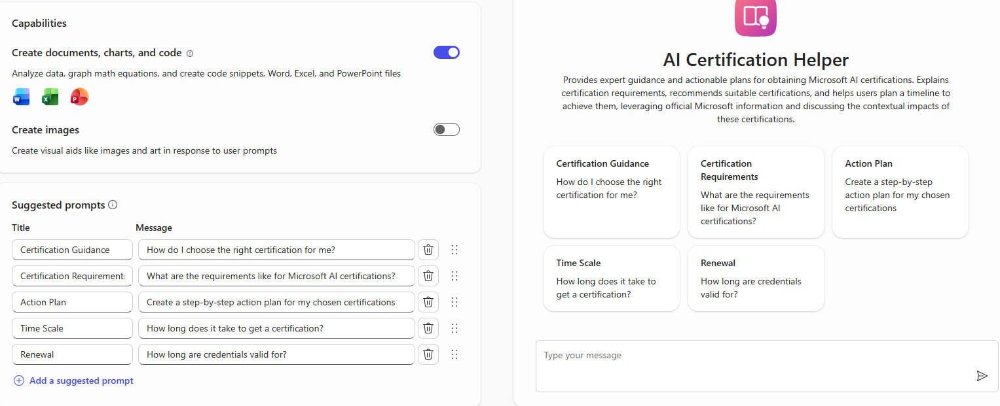 Capabilities
Create documents, charts, and code
Analyze data, graph math equations, and create code snippets, Word, Excel, and PowerPoint files
W
X
P
Create images
Create visual aids like images and art in response to user prompts
Suggested prompts
Title Message
Certification Guidance How do I choose the right certification for me?
Certification Requirements What are the requirements like for Microsoft AI certifications?
Action Plan Create a step-by-step action plan for my chosen certifications
Time Scale How long does it take to get a certification?
Renewal How long are credentials valid for?
Add a suggested prompt
AI Certification Helper
Provides expert guidance and actionable plans for obtaining Microsoft AI certifications. Explains
certification requirements, recommends suitable certifications, and helps users plan a timeline to
achieve them, leveraging official Microsoft information and discussing the contextual impacts of
these certifications.
Certification Guidance
How do I choose the right
certification for me?
Certification
Requirements
What are the requirements
like for Microsoft AI
certifications?
Action Plan
Create a step-by-step
action plan for my chosen
certifications
Time Scale
How long does it take to
get a certification?
Renewal
How long are credentials
valid for?
Type your message